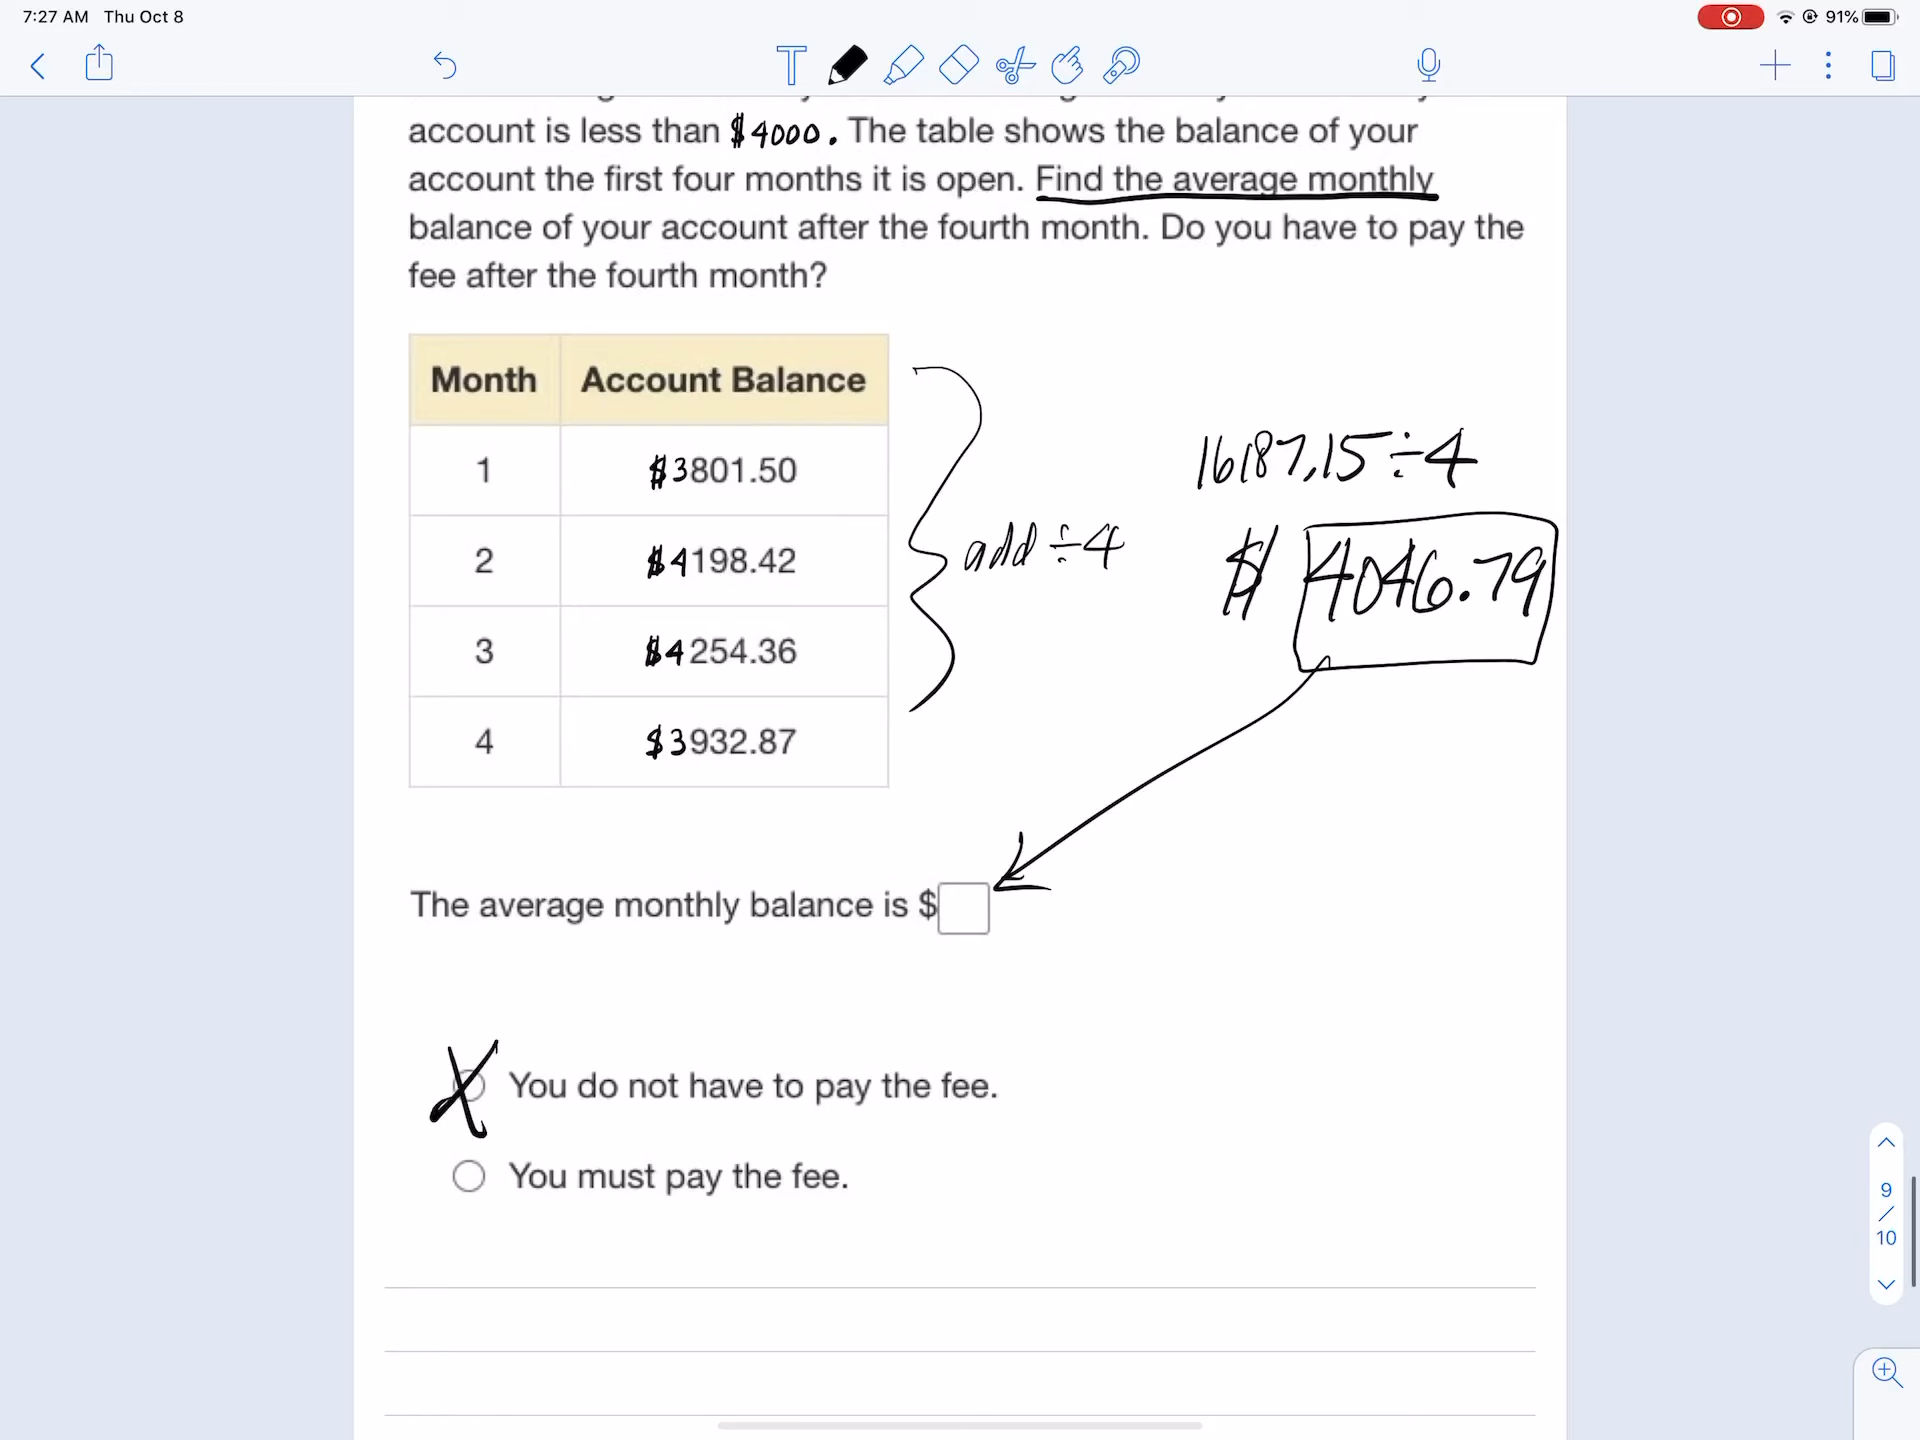 7:27 AM Thu Oct 8
91%
account is less than $4000. The table shows the balance of your
account the first four months it is open. Find the average monthly
balance of your account after the fourth month. Do you have to pay the
fee after the fourth month?
Month Account Balance
1 $3801.50
2 $4198.42
3 $4254.36
4 $3932.87
add ÷4
16187.15 ÷4
$ 4046.79
The average monthly balance is $
You do not have to pay the fee.
You must pay the fee.
9
/
10